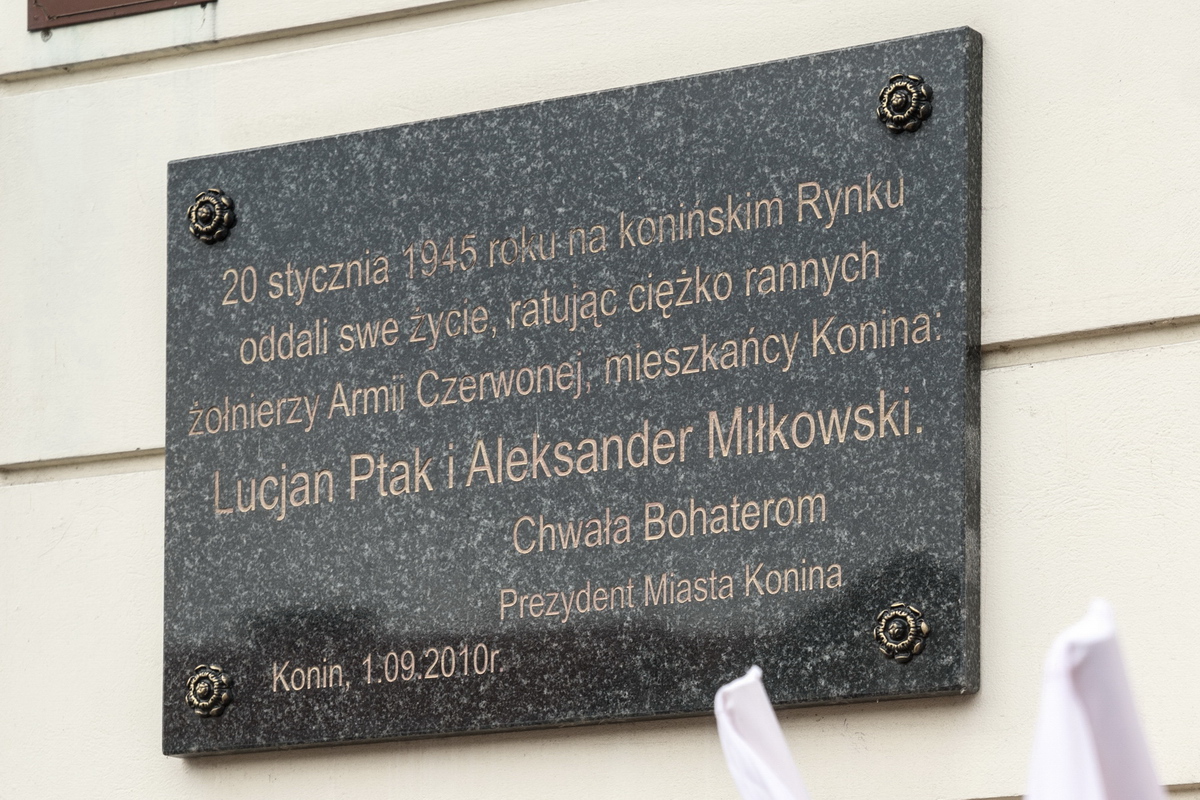 20 stycznia 1945 roku na konińskim Rynku
oddali swe życie, ratując ciężko rannych
żołnierzy Armii Czerwonej, mieszkańcy Konina:
Lucjan Ptak i Aleksander Miłkowski.
Chwała Bohaterom
Prezydent Miasta Konina
Konin, 1.09.2010r